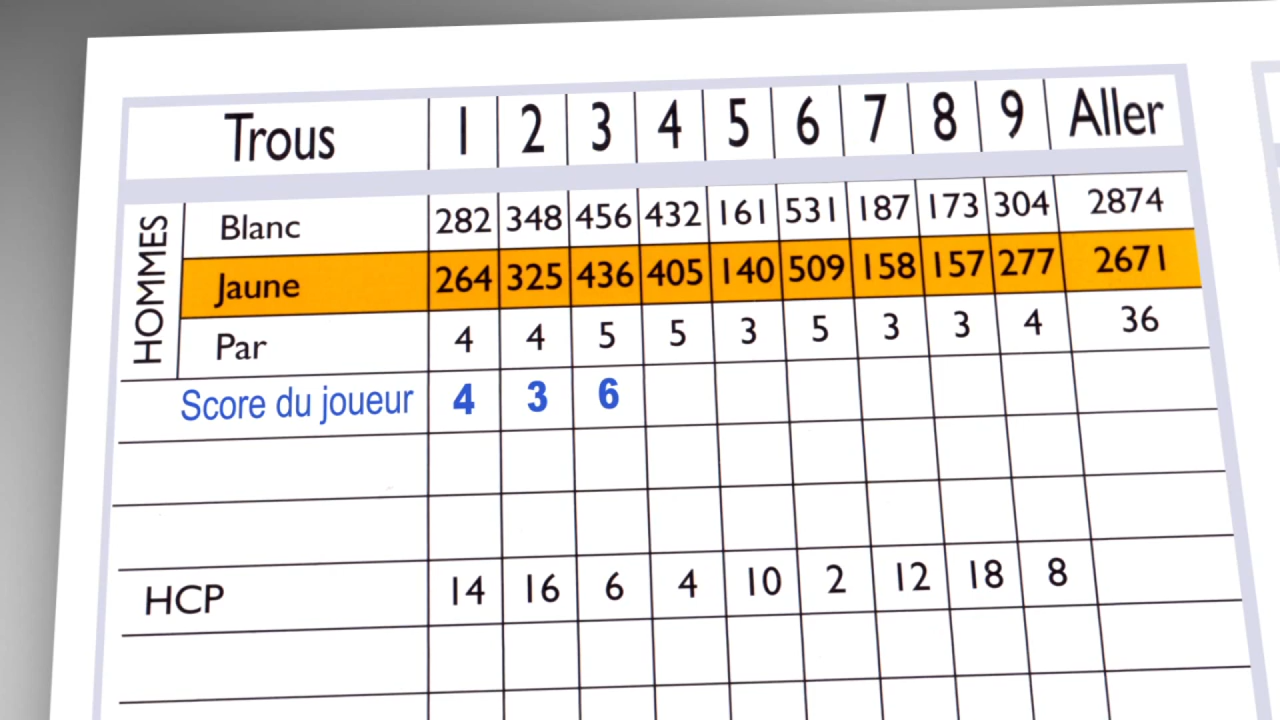 Trous 1 2 3 4 5 6 7 8 9 Aller
HOMMES
Blanc 282 348 456 432 161 531 187 173 304 2874
Jaune 264 325 436 405 140 509 158 157 277 2671
Par 4 4 5 5 3 5 3 3 4 36
Score du joueur 4 3 6
HCP 14 16 6 4 10 2 12 18 8